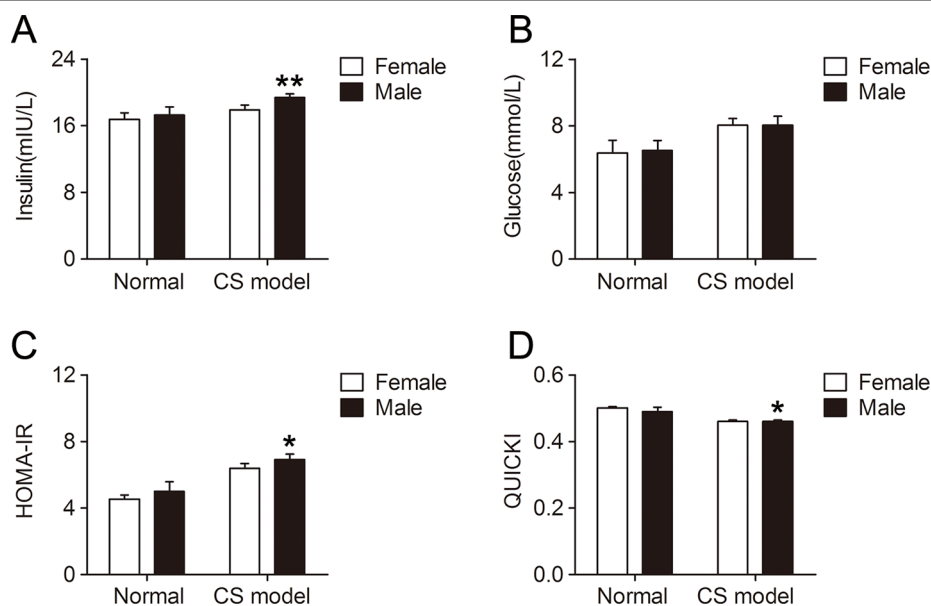 A
Insulin(mIU/L)
24
16
8
0
**
Normal
CS model
Female
Male
B
Glucose(mmol/L)
12
8
4
0
Normal
CS model
Female
Male
C
HOMA-IR
12
8
4
0
*
Normal
CS model
Female
Male
D
QUICKI
0.6
0.4
0.2
0.0
*
Normal
CS model
Female
Male